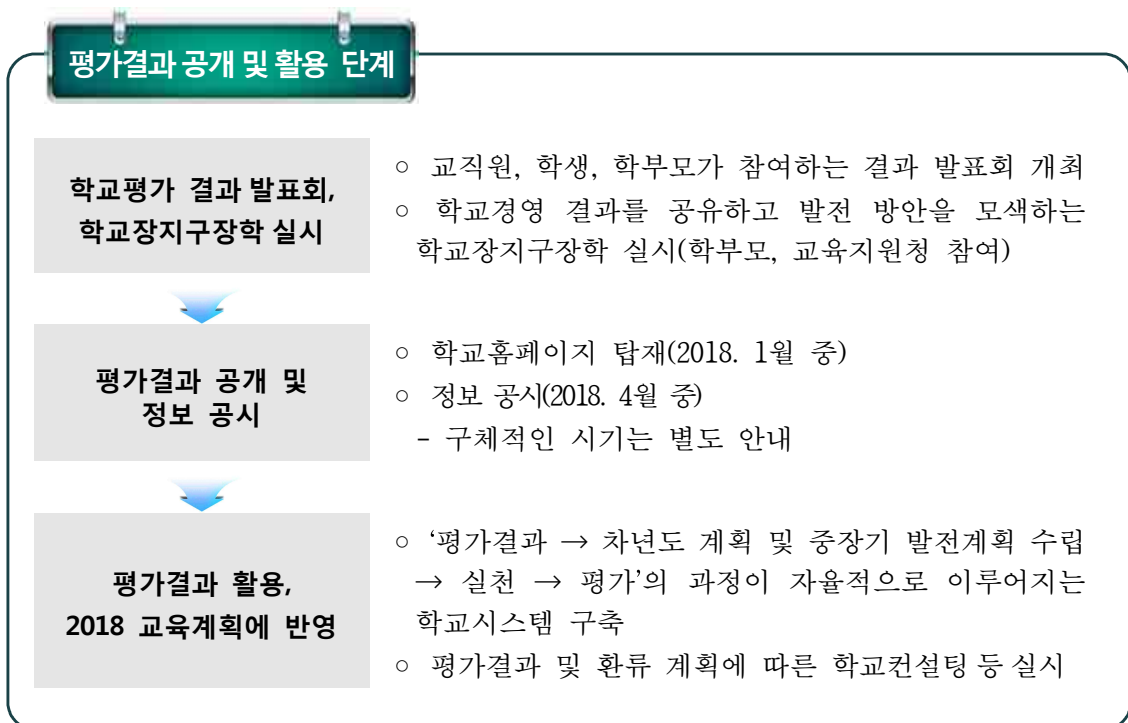 평가결과 공개 및 활용 단계
학교평가 결과 발표회,
학교장지구장학 실시
○ 교직원, 학생, 학부모가 참여하는 결과 발표회 개최
○ 학교경영 결과를 공유하고 발전 방안을 모색하는
학교장지구장학 실시(학부모, 교육지원청 참여)
평가결과 공개 및
정보 공시
○ 학교홈페이지 탑재(2018. 1월 중)
○ 정보 공시(2018. 4월 중)
- 구체적인 시기는 별도 안내
평가결과 활용,
2018 교육계획에 반영
○ ‘평가결과 → 차년도 계획 및 중장기 발전계획 수립
→ 실천 → 평가’의 과정이 자율적으로 이루어지는
학교시스템 구축
○ 평가결과 및 환류 계획에 따른 학교컨설팅 등 실시